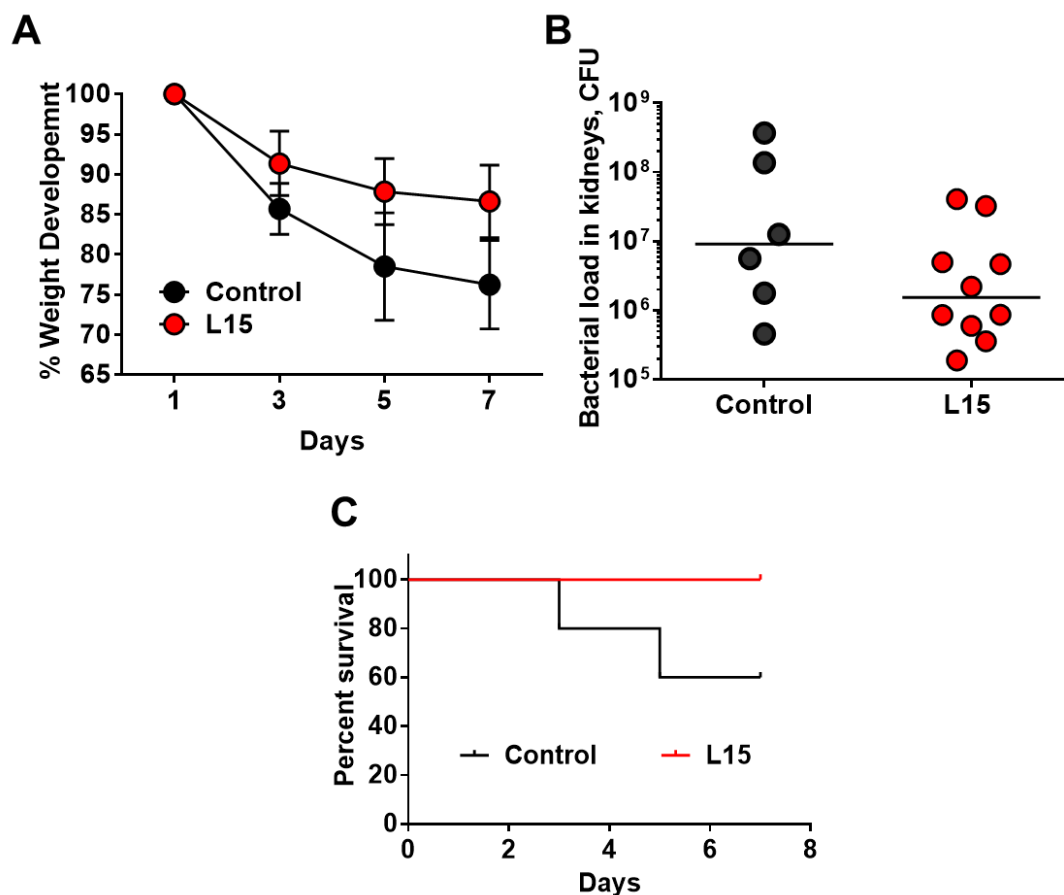 A
% Weight Developemnt
100
95
90
85
80
75
70
65
Control
L15
1 3 5 7
Days
B
Bacterial load in kidneys, CFU
10⁹
10⁸
10⁷
10⁶
10⁵
Control L15
C
Percent survival
100
80
60
40
20
0
Control L15
0 2 4 6 8
Days